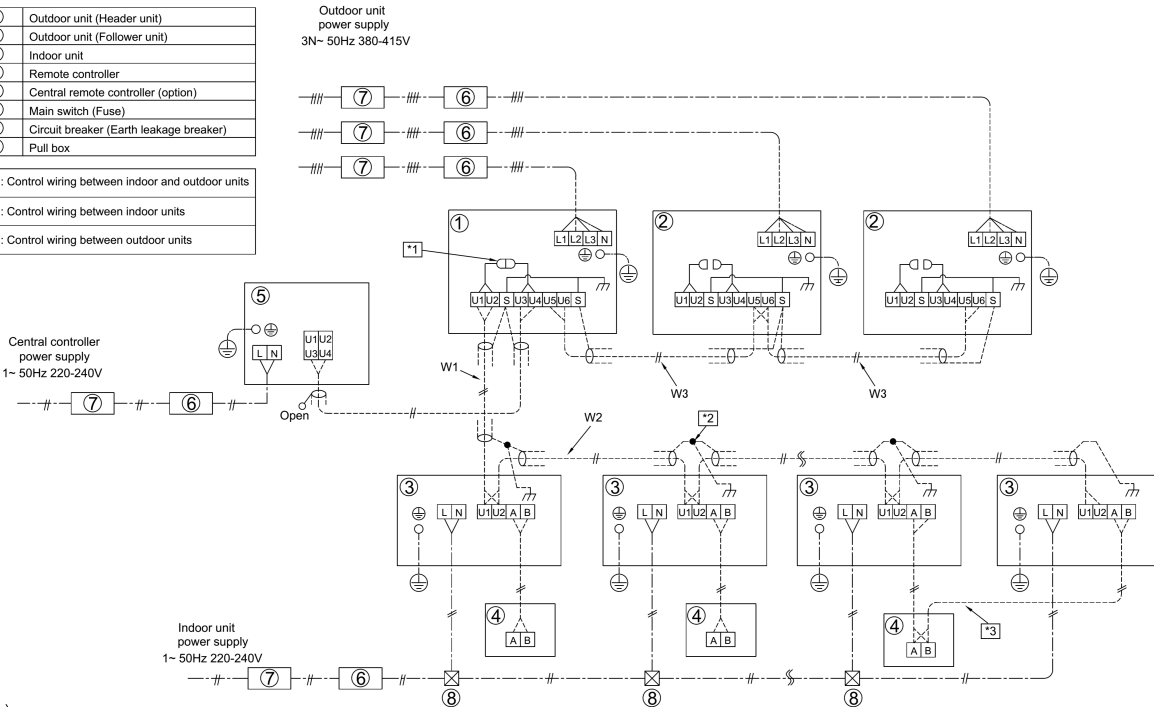 Outdoor unit (Header unit)
Outdoor unit (Follower unit)
Indoor unit
Remote controller
Central remote controller (option)
Main switch (Fuse)
Circuit breaker (Earth leakage breaker)
Pull box
: Control wiring between indoor and outdoor units
: Control wiring between indoor units
: Control wiring between outdoor units
Outdoor unit
power supply
3N~ 50Hz 380-415V
⑦ ⑥
⑦ ⑥
⑦ ⑥
① ② ②
L1 L2 L3 N
L1 L2 L3 N
L1 L2 L3 N
*1
U1 U2 S U3 U4 U5 U6 S
U1 U2 S U3 U4 U5 U6 S
U1 U2 S U3 U4 U5 U6 S
⑤
L N
U1 U2
U3 U4
Central controller
power supply
1~ 50Hz 220-240V
⑦ ⑥
Open
W1
W3
W3
W2
*2
③ ③ ③ ③
L N U1 U2 A B
L N U1 U2 A B
L N U1 U2 A B
L N U1 U2 A B
④ ④ ④
A B
A B
A B
*3
Indoor unit
power supply
1~ 50Hz 220-240V
⑦ ⑥
⑧ ⑧ ⑧